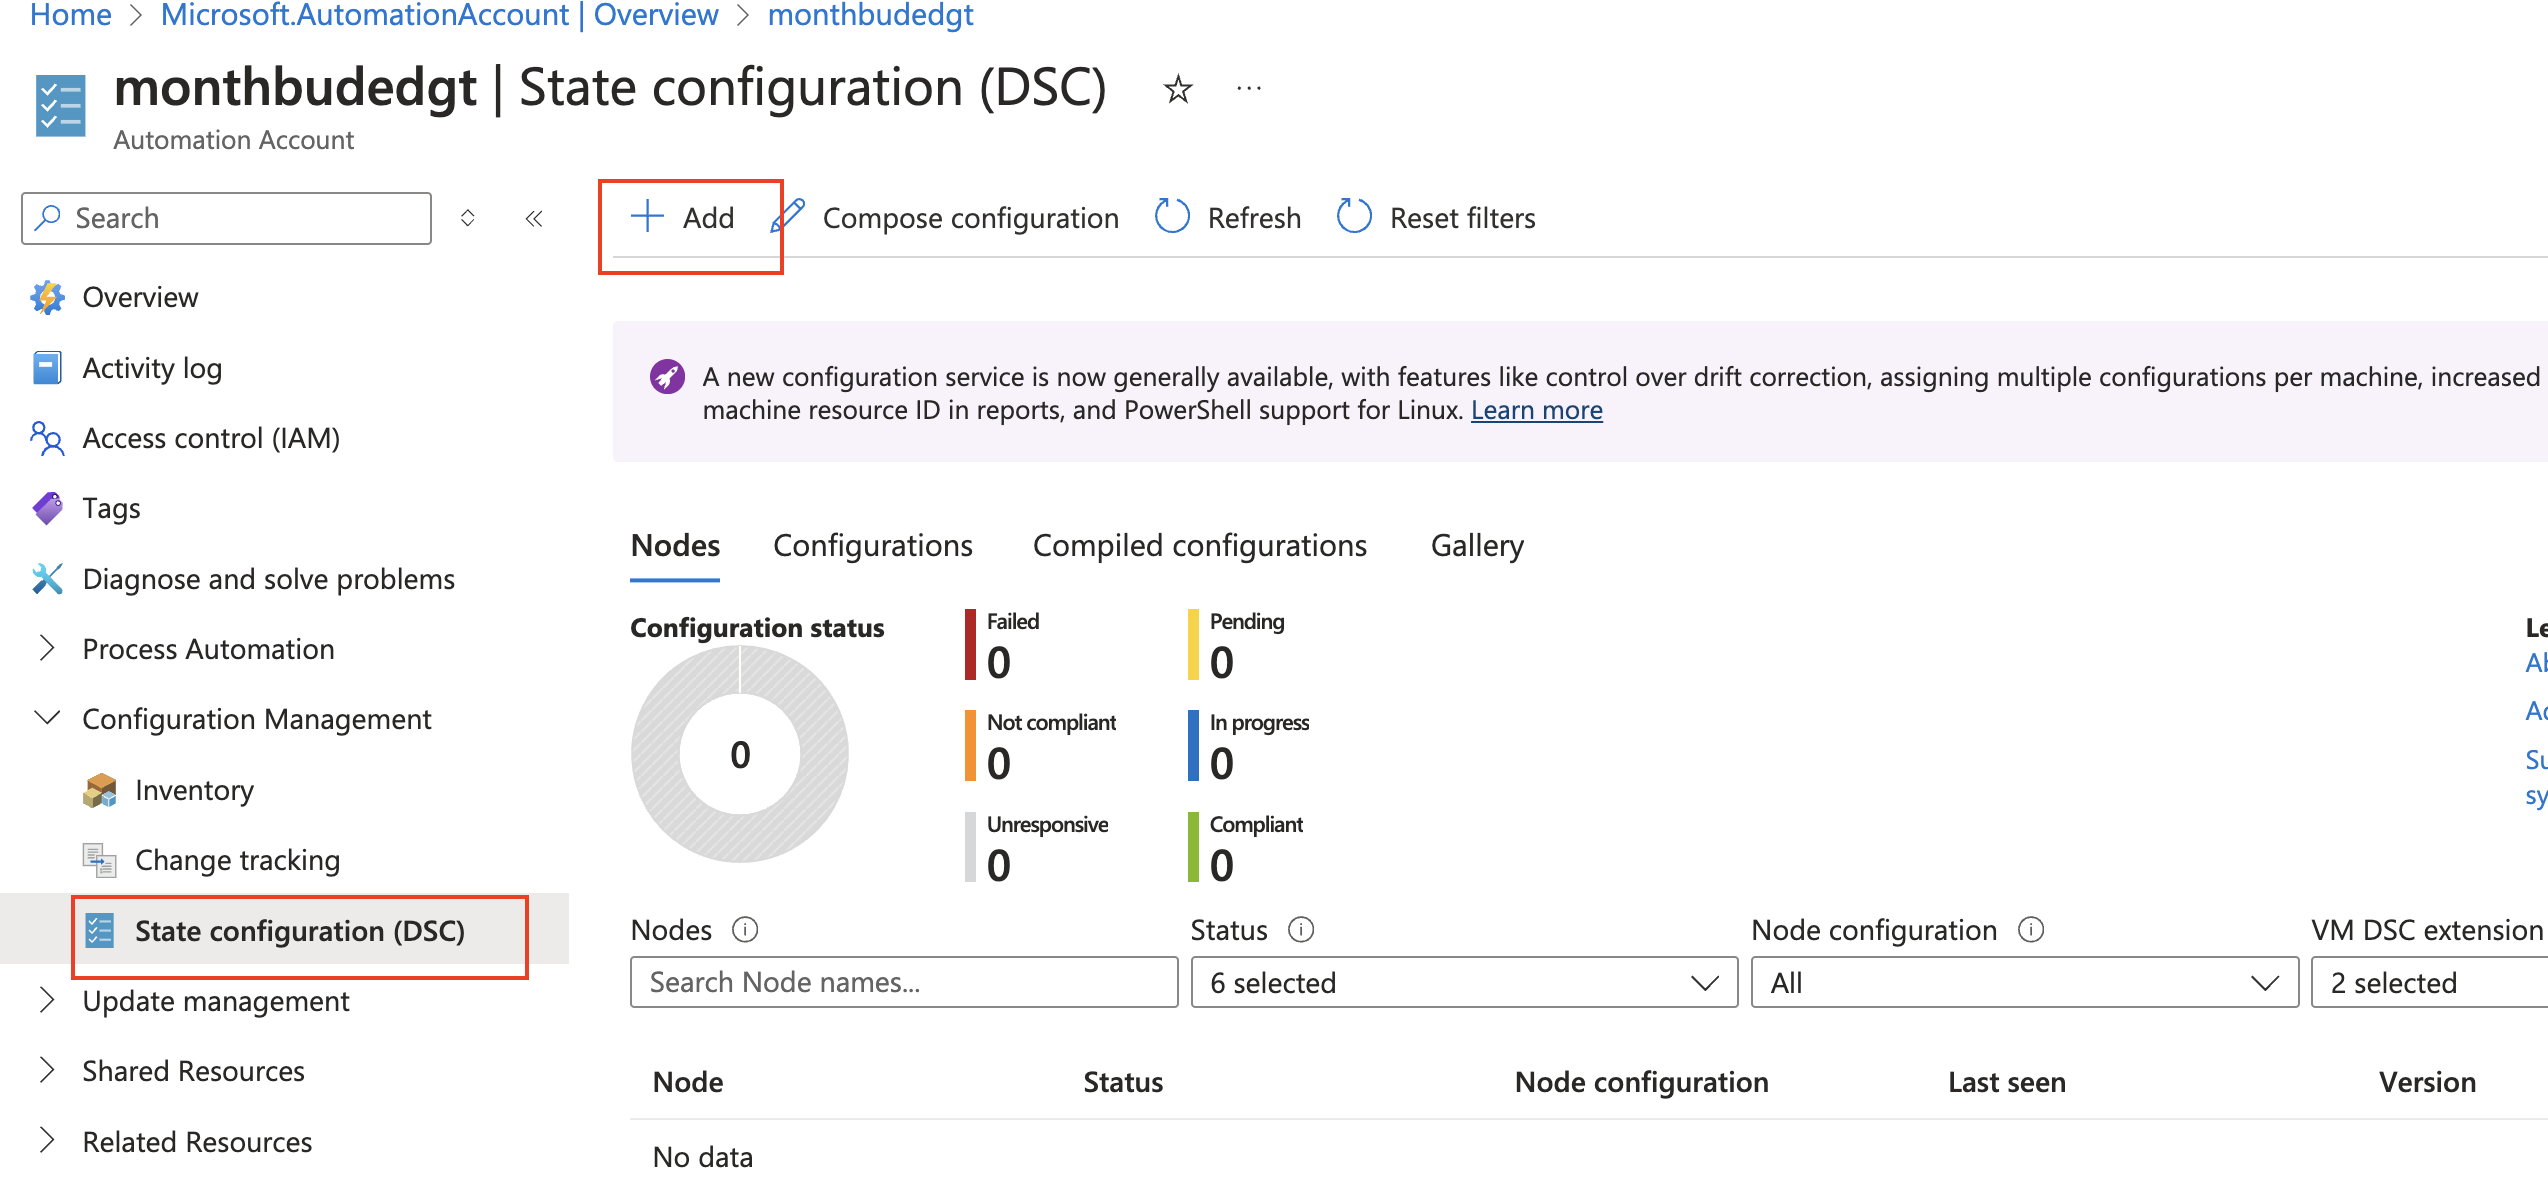 Home > Microsoft.AutomationAccount | Overview > monthbudedgt
monthbudedgt | State configuration (DSC)
Automation Account
Search
Add
Compose configuration
Refresh
Reset filters
Overview
Activity log
Access control (IAM)
Tags
Diagnose and solve problems
Process Automation
Configuration Management
Inventory
Change tracking
State configuration (DSC)
Update management
Shared Resources
Related Resources
A new configuration service is now generally available, with features like control over drift correction, assigning multiple configurations per machine, increased
machine resource ID in reports, and PowerShell support for Linux. Learn more
Nodes
Configurations
Compiled configurations
Gallery
Configuration status
0
Failed
0
Pending
0
Not compliant
0
In progress
0
Unresponsive
0
Compliant
0
Nodes
Search Node names...
Status
6 selected
Node configuration
All
VM DSC extension
2 selected
Node
Status
Node configuration
Last seen
Version
No data